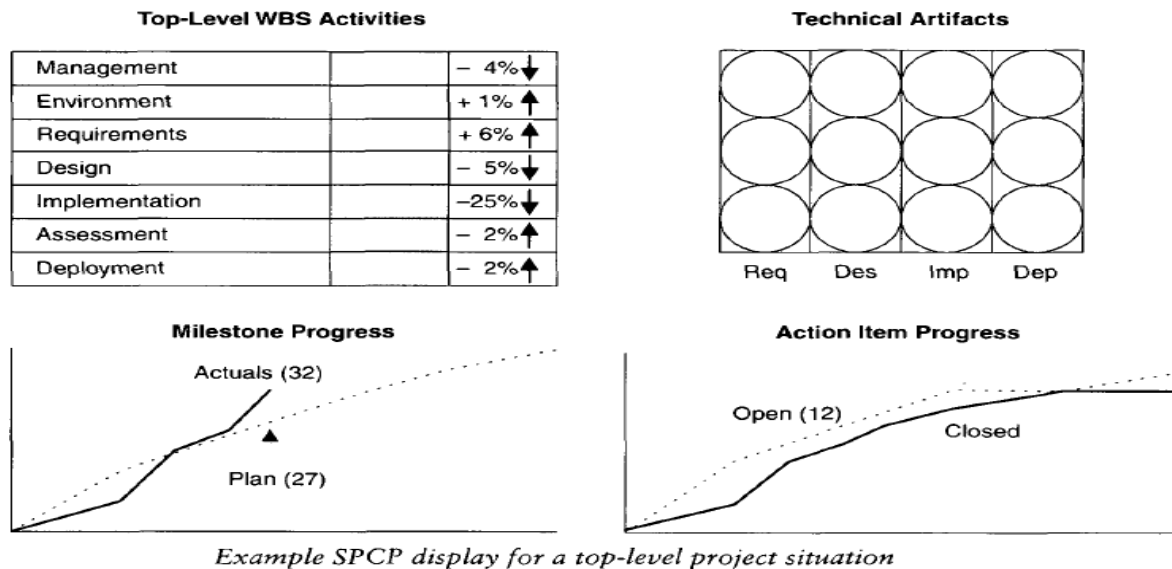 Top-Level WBS Activities
Management - 4%
Environment + 1%
Requirements + 6%
Design - 5%
Implementation -25%
Assessment - 2%
Deployment - 2%
Technical Artifacts
Req Des Imp Dep
Milestone Progress
Actuals (32)
Plan (27)
Action Item Progress
Open (12)
Closed
Example SPCP display for a top-level project situation